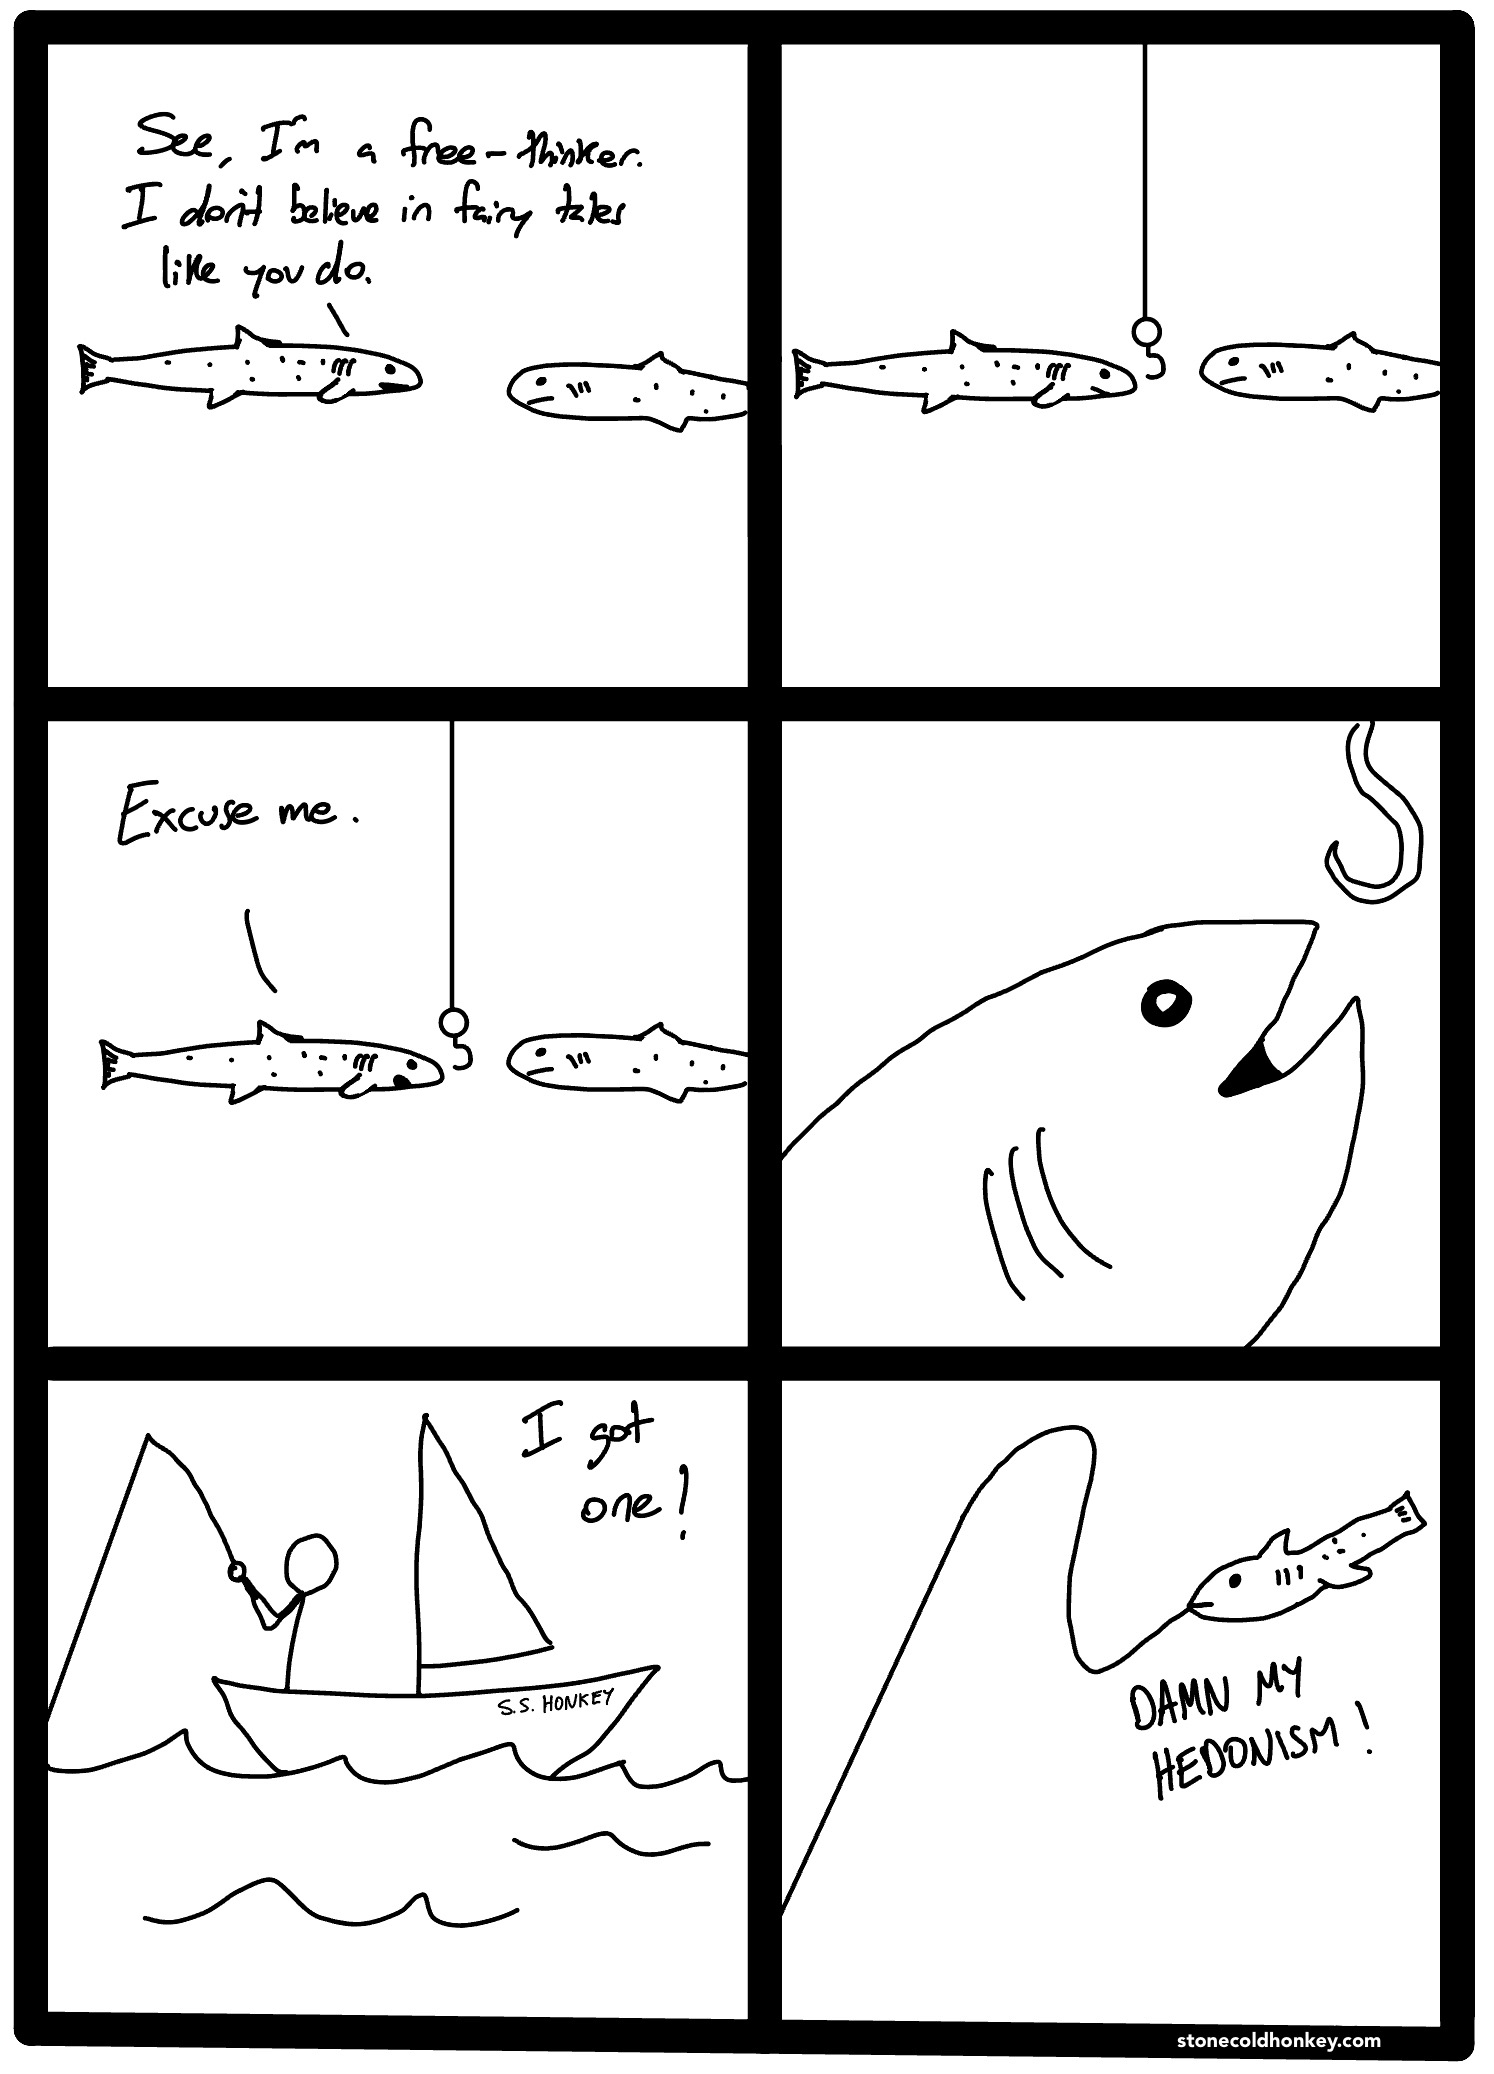 See, I'm a free-thinker.
I don't believe in fairy tales
like you do.
Excuse me.
I got
one!
S.S. HONKEY
DAMN MY
HEDONISM!
stonecoldhonkey.com